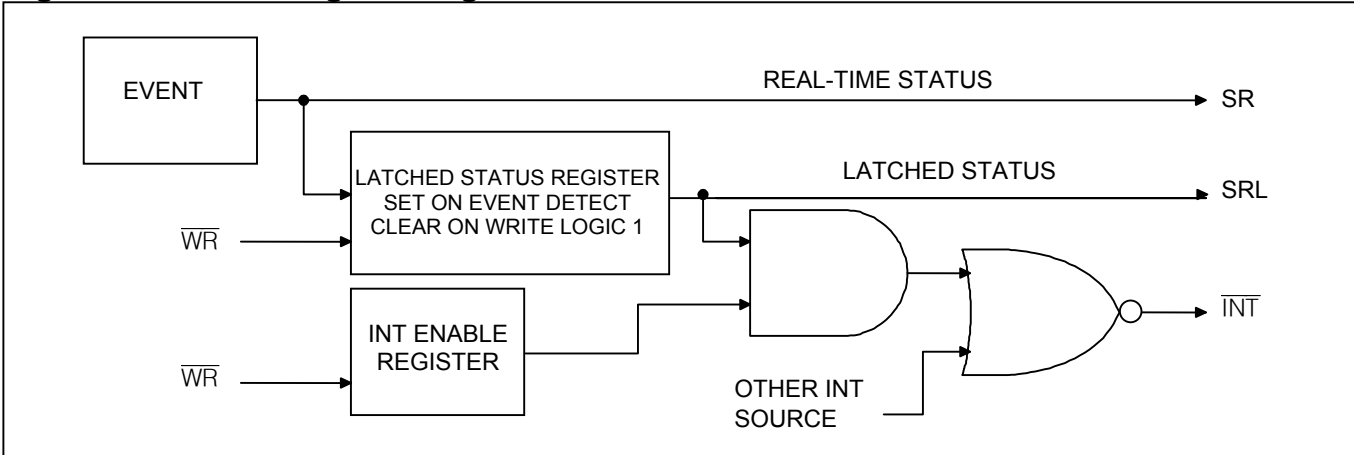 EVENT
REAL-TIME STATUS
SR
LATCHED STATUS REGISTER
SET ON EVENT DETECT
CLEAR ON WRITE LOGIC 1
LATCHED STATUS
SRL
WR
INT ENABLE
REGISTER
WR
OTHER INT
SOURCE
INT